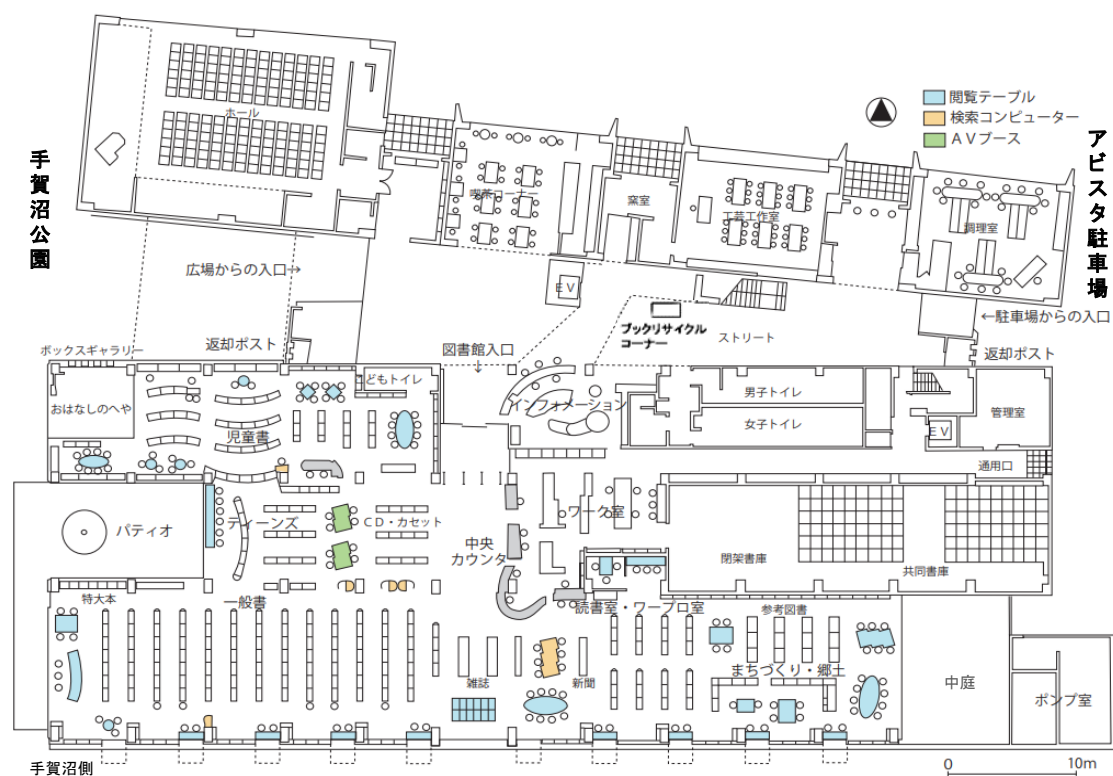 閲覧テーブル
検索コンピューター
AVブース
手賀沼公園
アビスタ駐車場
ホール
喫茶コーナー
窯室
工芸工作室
調理室
広場からの入口→
EV
←駐車場からの入口
ブックリサイクル
コーナー
ストリート
ボックスギャラリー
返却ポスト
図書館入口
↓
返却ポスト
おはなしのへや
こどもトイレ
インフォメーション
男子トイレ
女子トイレ
管理室
EV
児童書
通用口
パティオ
ティーンズ
CD・カセット
中央
カウンタ
ワーク室
閉架書庫
共同書庫
特大本
一般書
読書室・ワープロ室
参考図書
雑誌
新聞
まちづくり・郷土
中庭
ポンプ室
手賀沼側
0 10m